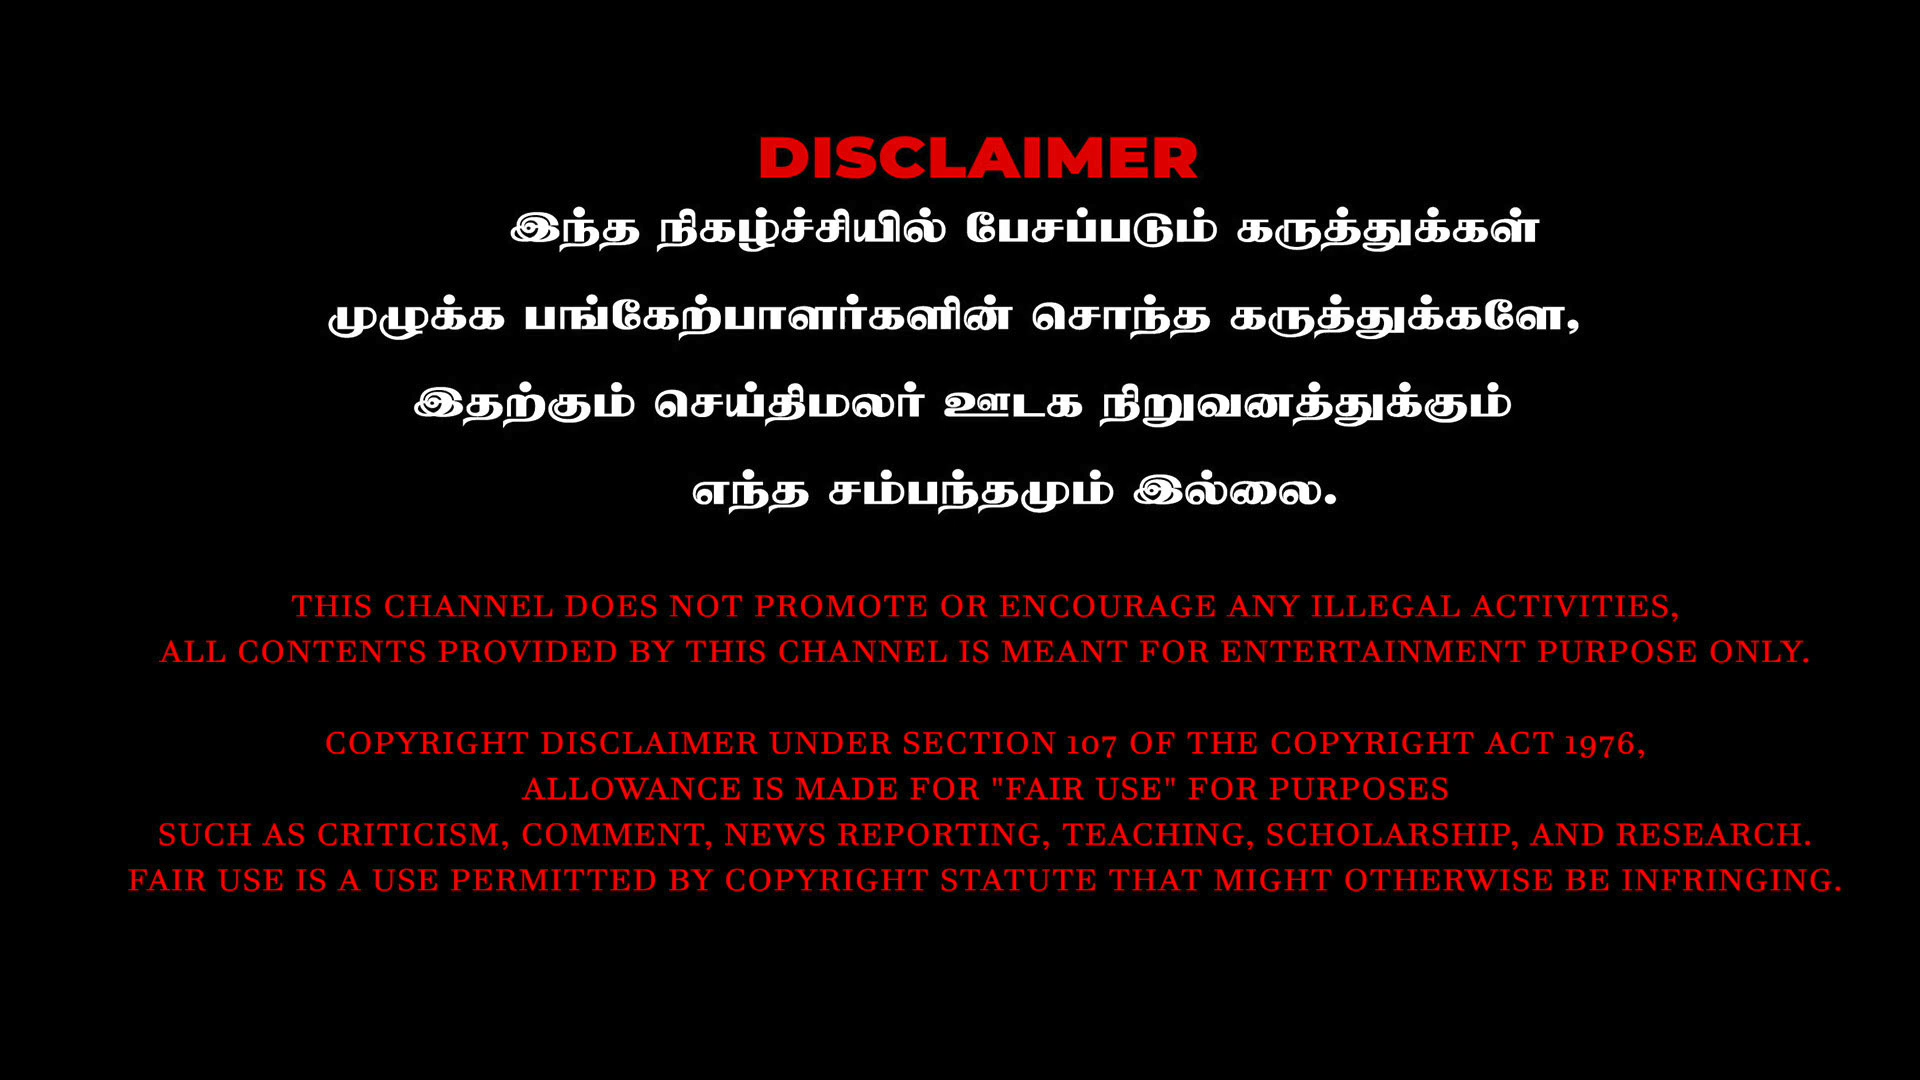 DISCLAIMER
இந்த நிகழ்ச்சியில் பேசப்படும் கருத்துக்கள்
முழுக்க பங்கேற்பாளர்களின் சொந்த கருத்துக்களே,
இதற்கும் செய்திமலர் ஊடக நிறுவனத்துக்கும்
எந்த சம்பந்தமும் இல்லை.
THIS CHANNEL DOES NOT PROMOTE OR ENCOURAGE ANY ILLEGAL ACTIVITIES,
ALL CONTENTS PROVIDED BY THIS CHANNEL IS MEANT FOR ENTERTAINMENT PURPOSE ONLY.
COPYRIGHT DISCLAIMER UNDER SECTION 107 OF THE COPYRIGHT ACT 1976,
ALLOWANCE IS MADE FOR "FAIR USE" FOR PURPOSES
SUCH AS CRITICISM, COMMENT, NEWS REPORTING, TEACHING, SCHOLARSHIP, AND RESEARCH.
FAIR USE IS A USE PERMITTED BY COPYRIGHT STATUTE THAT MIGHT OTHERWISE BE INFRINGING.